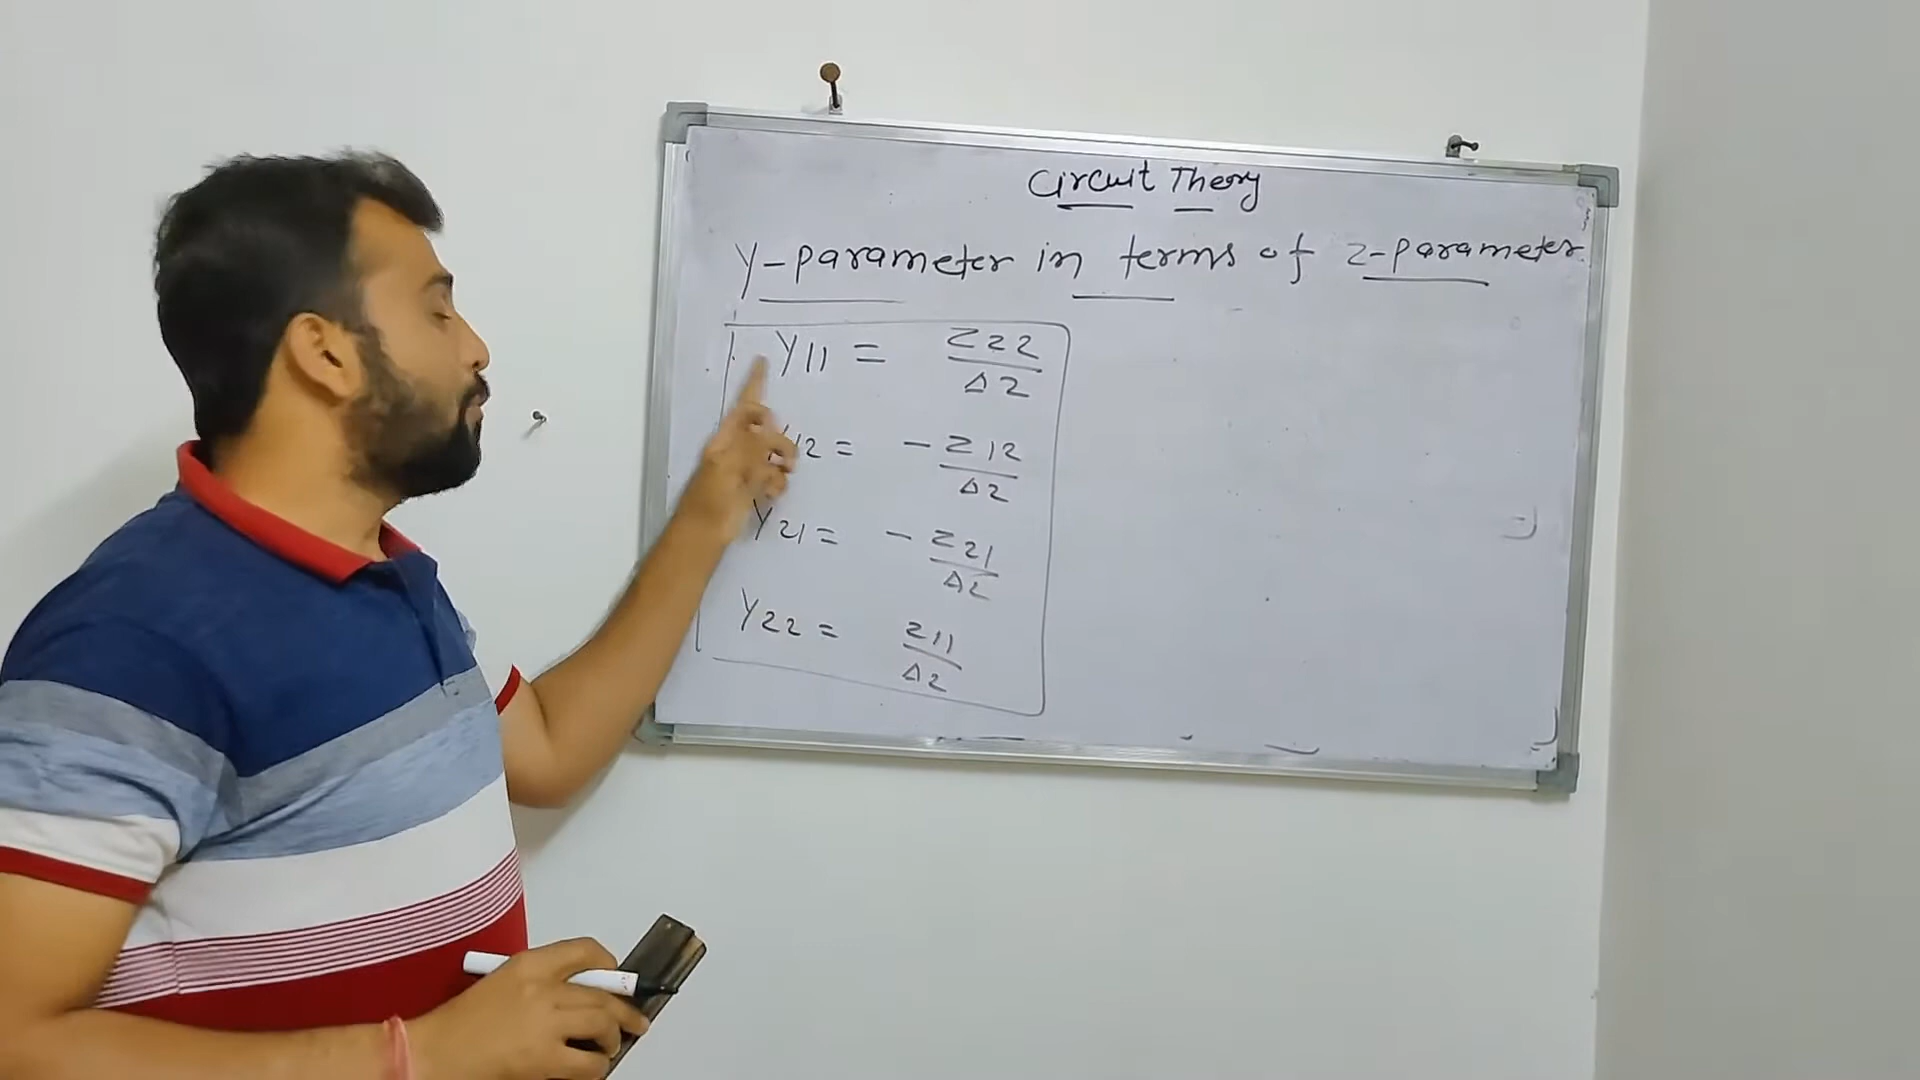 Circuit Theory
Y-parameter in terms of Z-parameter
Y11 = Z22
ΔZ
Y12 = -Z12
ΔZ
Y21 = -Z21
ΔZ
Y22 = Z11
ΔZ